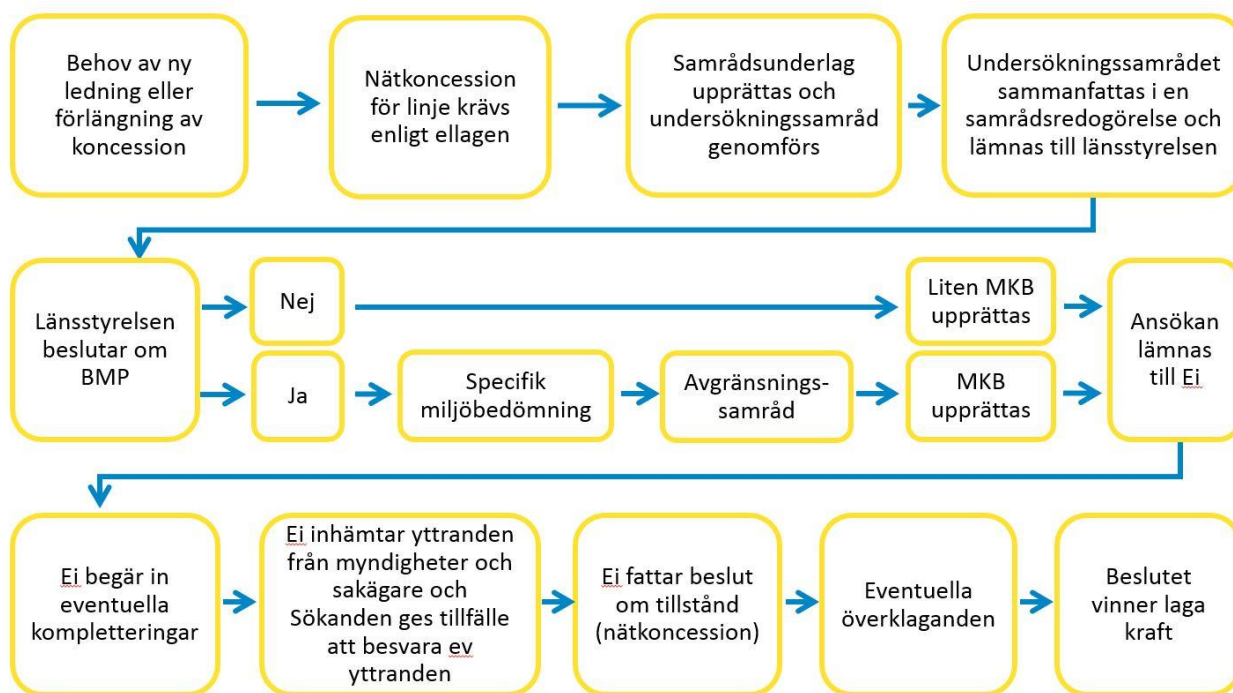 Behov av ny
ledning eller
förlängning av
koncession
Nätkoncession
för linje krävs
enligt ellagen
Samrådsunderlag
upprättas och
undersökningssamråd
genomförs
Undersökningssamrådet
sammanfattas i en
samrådsredogörelse och
lämnas till länsstyrelsen
Länsstyrelsen
beslutar om
BMP
Nej
Liten MKB
upprättas
Ja
Specifik
miljöbedömning
Avgränsnings-
samråd
MKB
upprättas
Ansökan
lämnas
till Ei
Ei begär in
eventuella
kompletteringar
Ei inhämtar yttranden
från myndigheter och
sakägare och
Sökanden ges tillfälle
att besvara ev
yttranden
Ei fattar beslut
om tillstånd
(nätkoncession)
Eventuella
överklaganden
Beslutet
vinner laga
kraft